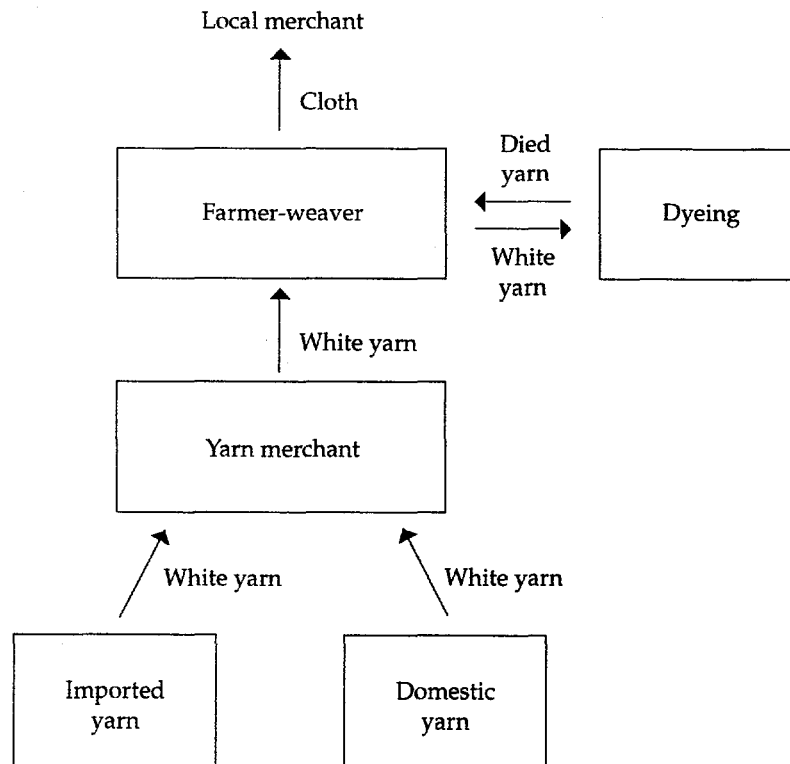 Local merchant
Cloth
Farmer-weaver
Died
yarn
White
yarn
Dyeing
White yarn
Yarn merchant
White yarn
White yarn
Imported
yarn
Domestic
yarn